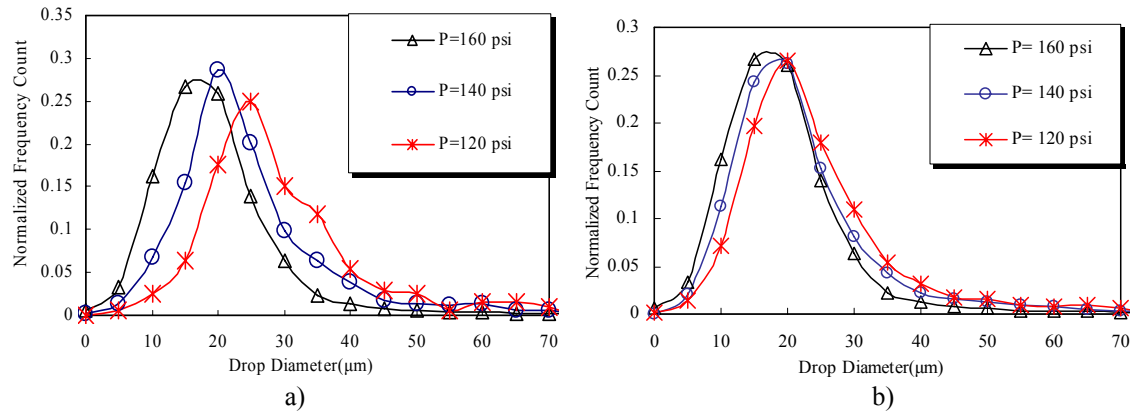 0.35
0.3
0.25
0.2
0.15
0.1
0.05
0
Normalized Frequency Count
P=160 psi
P=140 psi
P=120 psi
0 10 20 30 40 50 60 70
Drop Diameter(μm)
a)
0.3
0.25
0.2
0.15
0.1
0.05
0
Normalized Frequency Count
P= 160 psi
P= 140 psi
P= 120 psi
0 10 20 30 40 50 60 70
Drop Diameter(μm)
b)